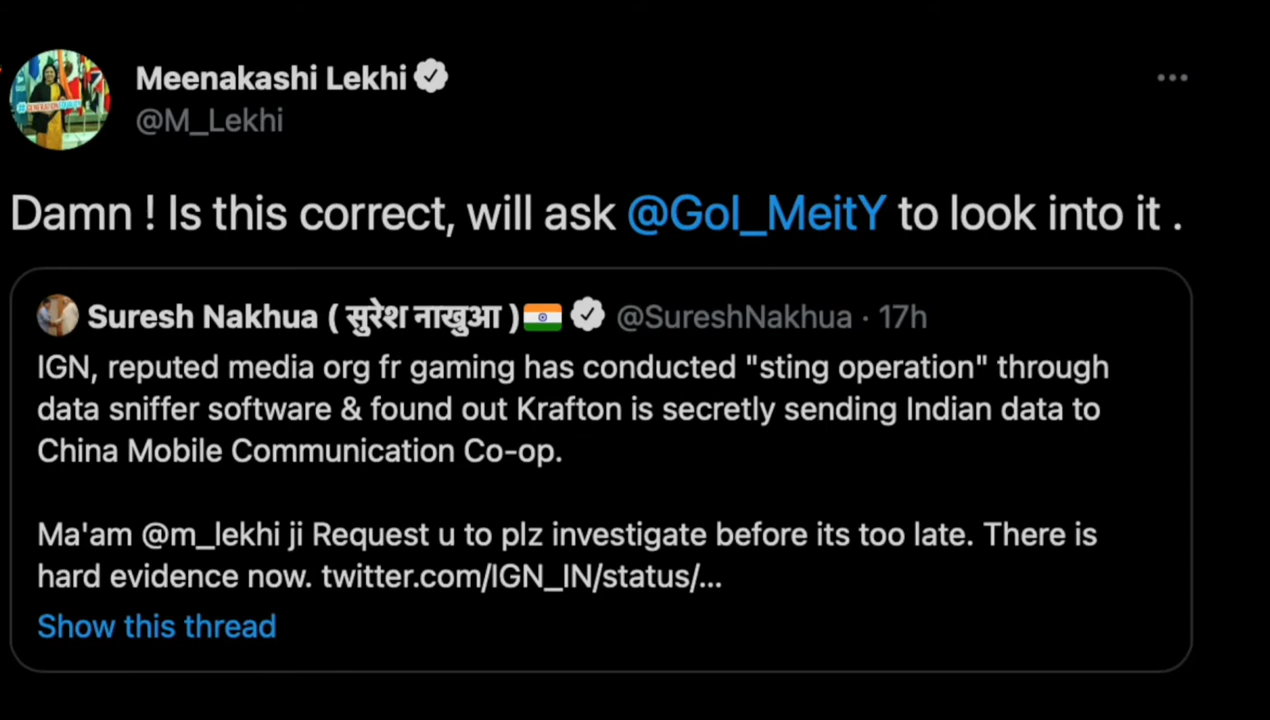 Meenakashi Lekhi
@M_Lekhi
Damn ! Is this correct, will ask @GoI_MeitY to look into it .
Suresh Nakhua ( सुरेश नाखुआ ) @SureshNakhua · 17h
IGN, reputed media org fr gaming has conducted "sting operation" through
data sniffer software & found out Krafton is secretly sending Indian data to
China Mobile Communication Co-op.
Ma'am @m_lekhi ji Request u to plz investigate before its too late. There is
hard evidence now. twitter.com/IGN_IN/status/...
Show this thread